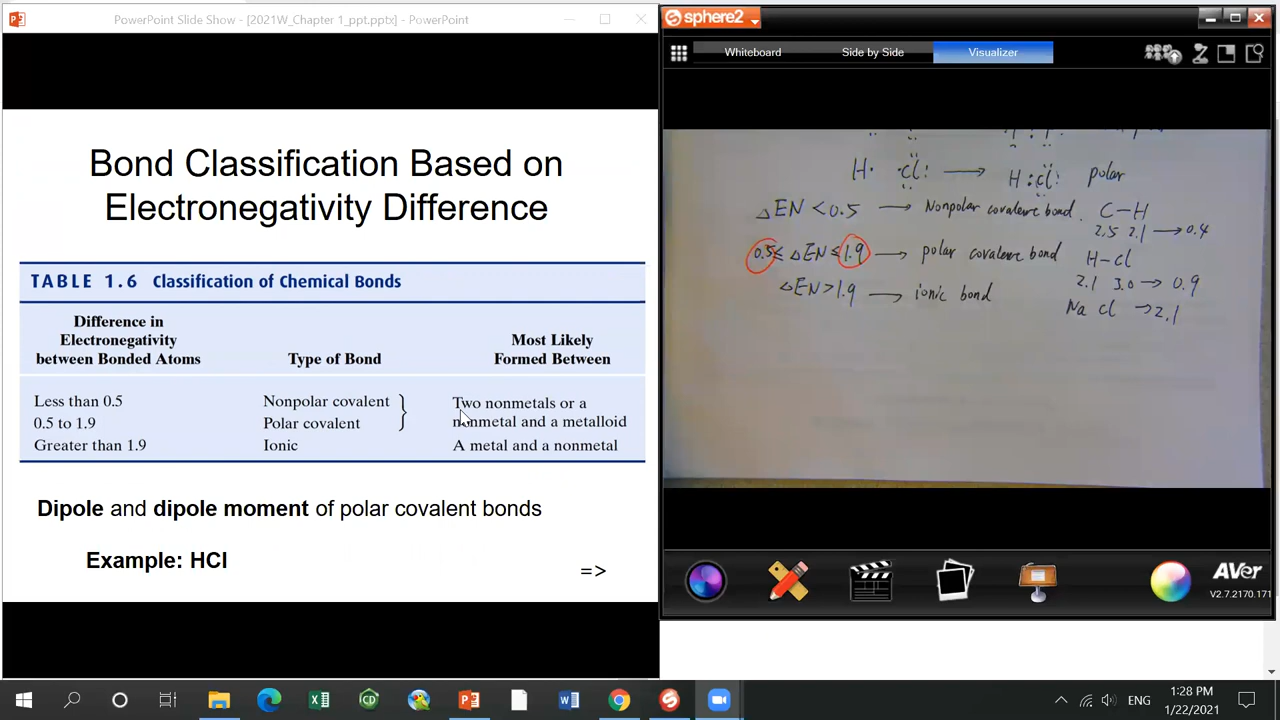 PowerPoint Slide Show - [2021W_Chapter 1_ppt.pptx] - PowerPoint
Bond Classification Based on
Electronegativity Difference
TABLE 1.6 Classification of Chemical Bonds
Difference in
Electronegativity
between Bonded Atoms
Type of Bond
Most Likely
Formed Between
Less than 0.5
Nonpolar covalent
Two nonmetals or a
nonmetal and a metalloid
0.5 to 1.9
Polar covalent
Greater than 1.9
Ionic
A metal and a nonmetal
Dipole and dipole moment of polar covalent bonds
Example: HCl
=>
sphere2
Whiteboard
Side by Side
Visualizer
H· ·Cl: → H:Cl: polar
△EN < 0.5 → Nonpolar covalent bond. C-H
2.5 2.1 → 0.4
0.5 ≤ △EN ≤ 1.9 → polar covalent bond H-Cl
2.1 3.0 → 0.9
△EN > 1.9 → ionic bond
Na Cl → 2.1
AVer
V2.7.2170.171
ENG
1:28 PM
1/22/2021